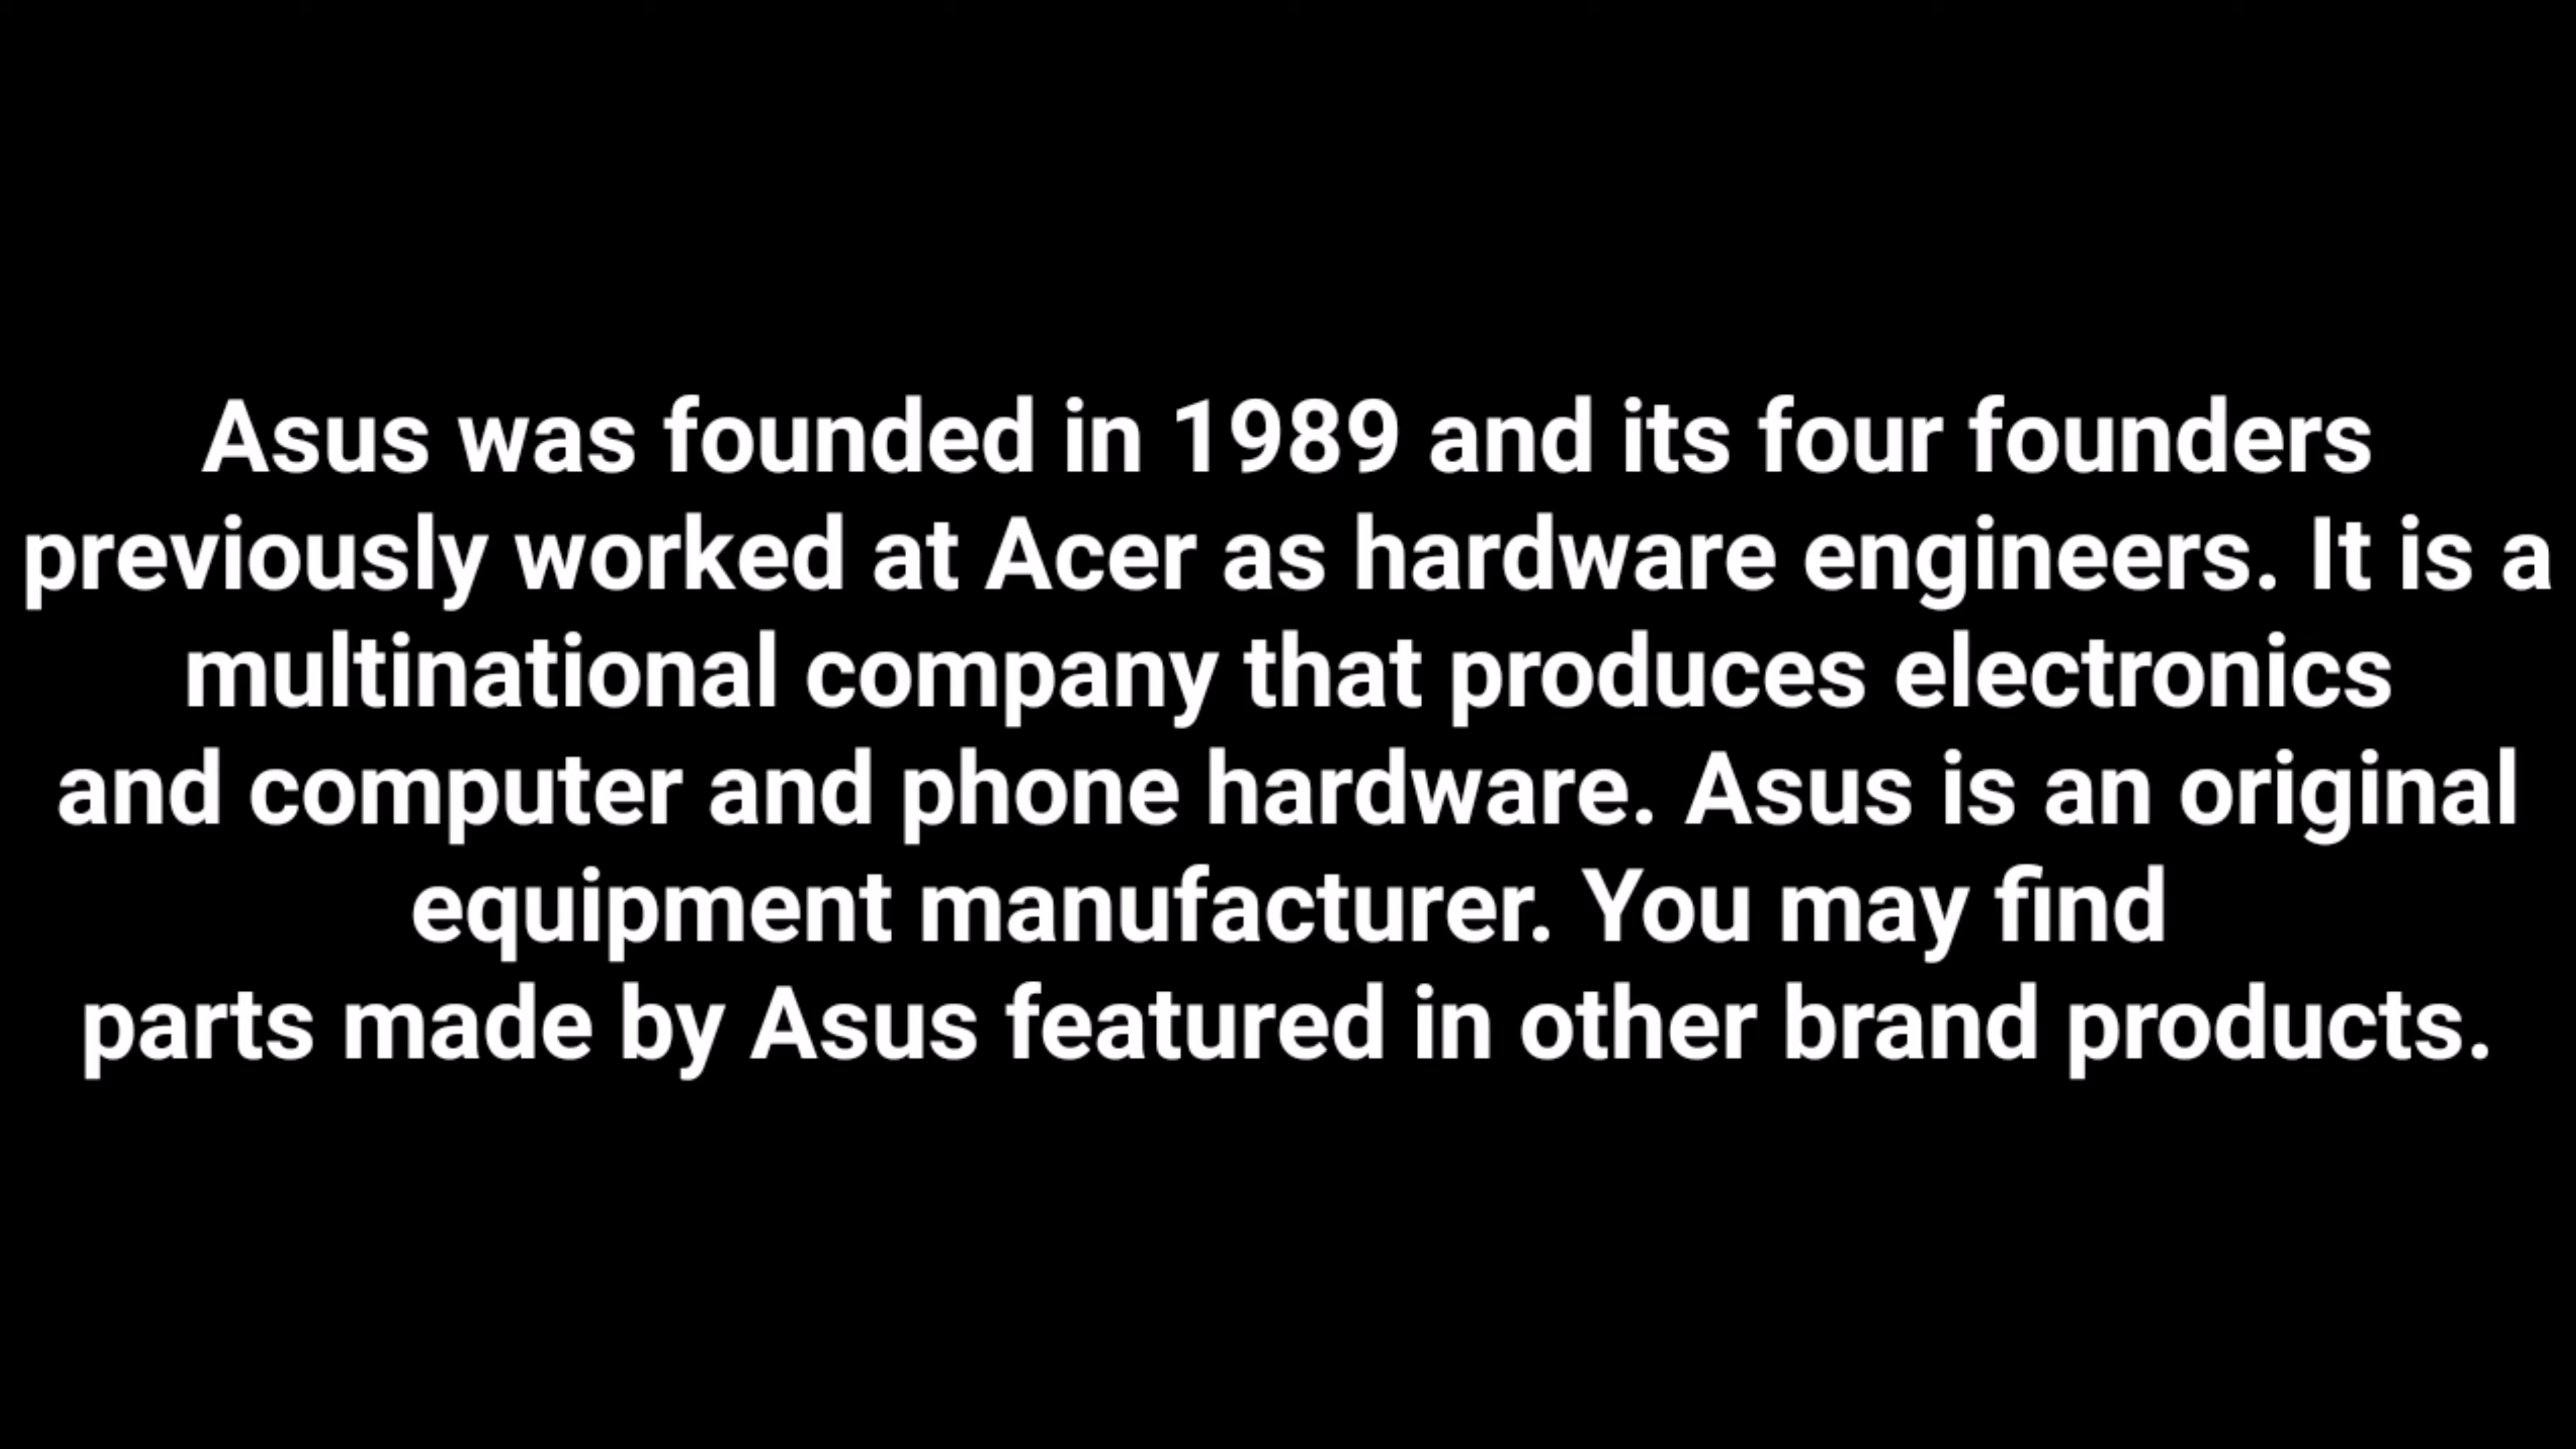 Asus was founded in 1989 and its four founders
previously worked at Acer as hardware engineers. It is a
multinational company that produces electronics
and computer and phone hardware. Asus is an original
equipment manufacturer. You may find
parts made by Asus featured in other brand products.